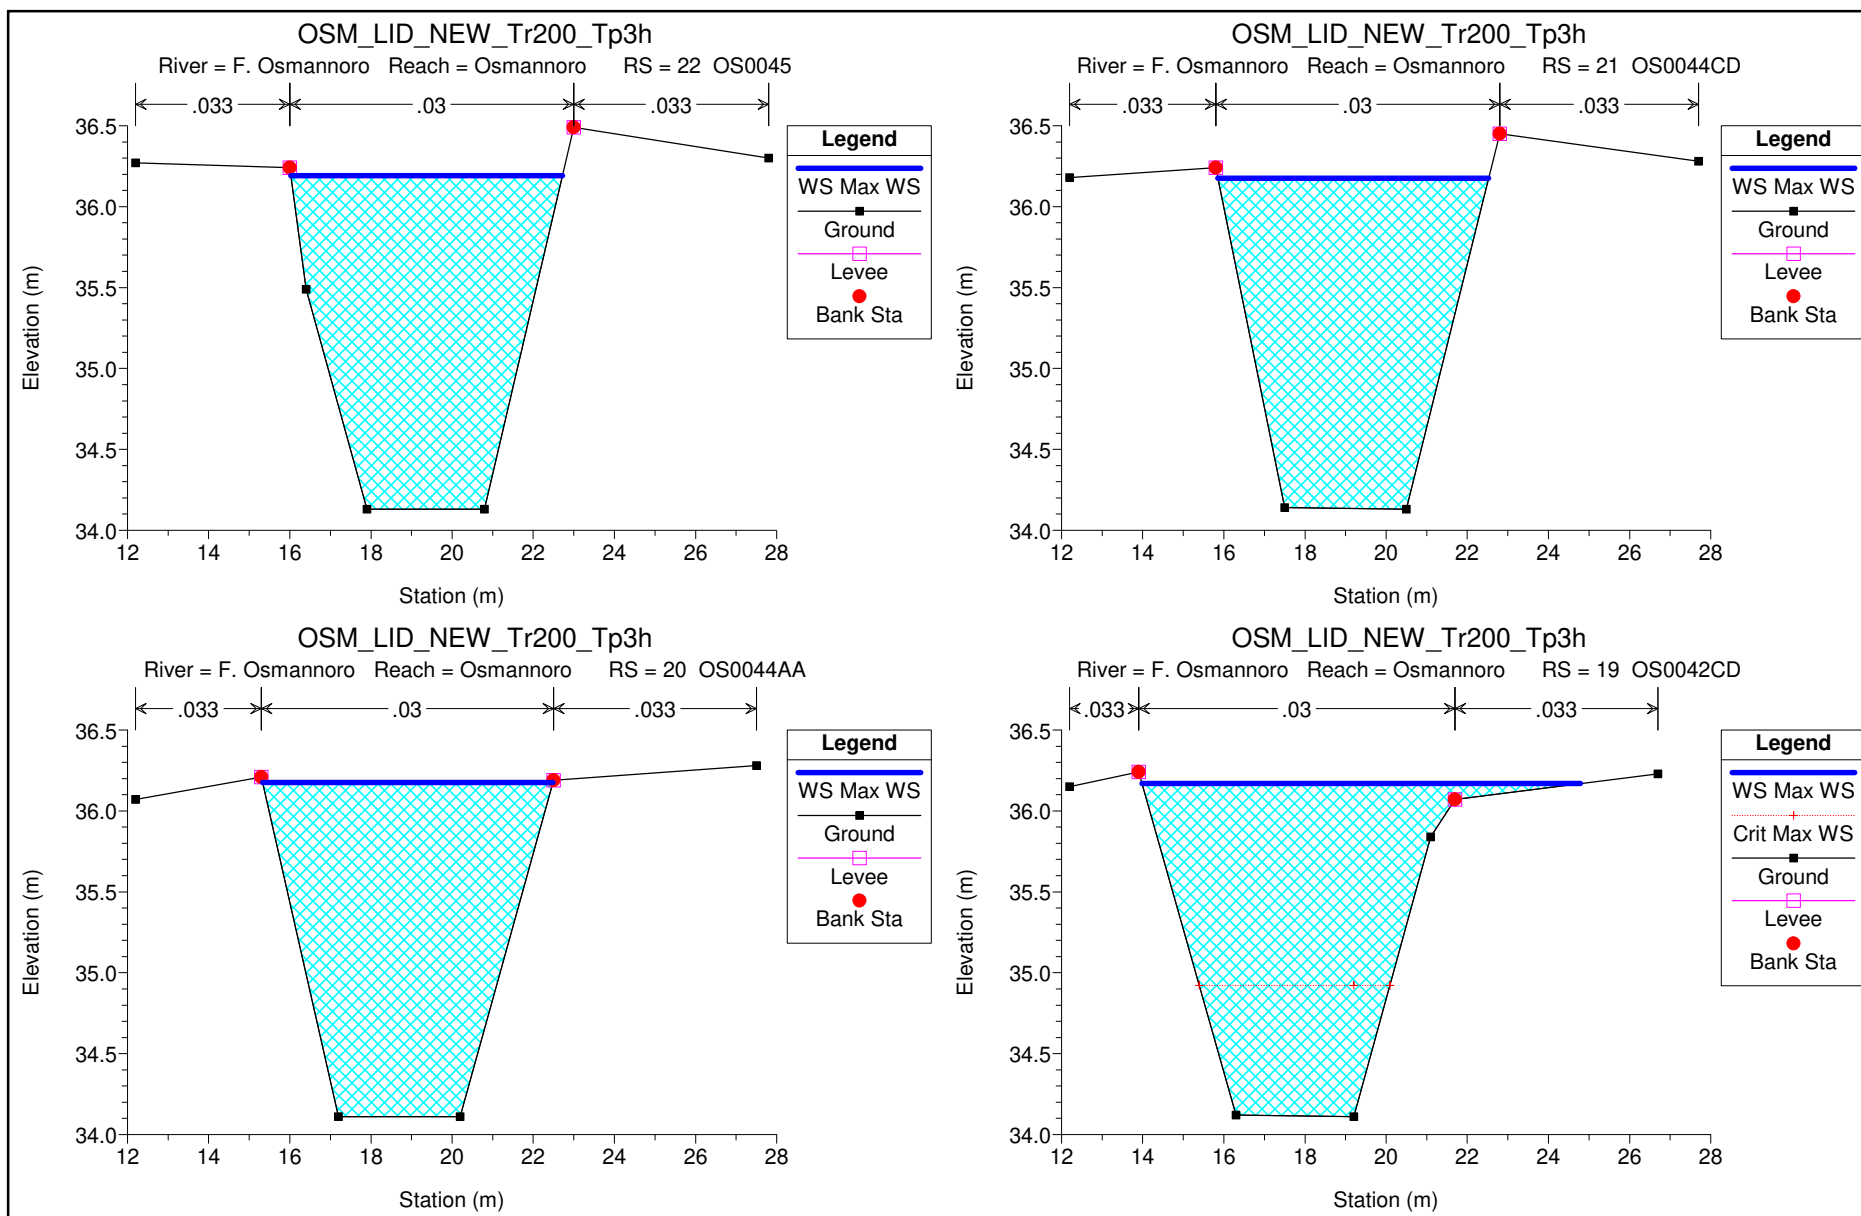 OSM_LID_NEW_Tr200_Tp3h
River = F. Osmannoro Reach = Osmannoro RS = 22 OS0045
.033 .03 .033
36.5
36.0
35.5
35.0
34.5
34.0
Elevation (m)
12 14 16 18 20 22 24 26 28
Station (m)
Legend
WS Max WS
Ground
Levee
Bank Sta
OSM_LID_NEW_Tr200_Tp3h
River = F. Osmannoro Reach = Osmannoro RS = 21 OS0044CD
.033 .03 .033
36.5
36.0
35.5
35.0
34.5
34.0
Elevation (m)
12 14 16 18 20 22 24 26 28
Station (m)
Legend
WS Max WS
Ground
Levee
Bank Sta
OSM_LID_NEW_Tr200_Tp3h
River = F. Osmannoro Reach = Osmannoro RS = 20 OS0044AA
.033 .03 .033
36.5
36.0
35.5
35.0
34.5
34.0
Elevation (m)
12 14 16 18 20 22 24 26 28
Station (m)
Legend
WS Max WS
Ground
Levee
Bank Sta
OSM_LID_NEW_Tr200_Tp3h
River = F. Osmannoro Reach = Osmannoro RS = 19 OS0042CD
.033 .03 .033
36.5
36.0
35.5
35.0
34.5
34.0
Elevation (m)
12 14 16 18 20 22 24 26 28
Station (m)
Legend
WS Max WS
Crit Max WS
Ground
Levee
Bank Sta